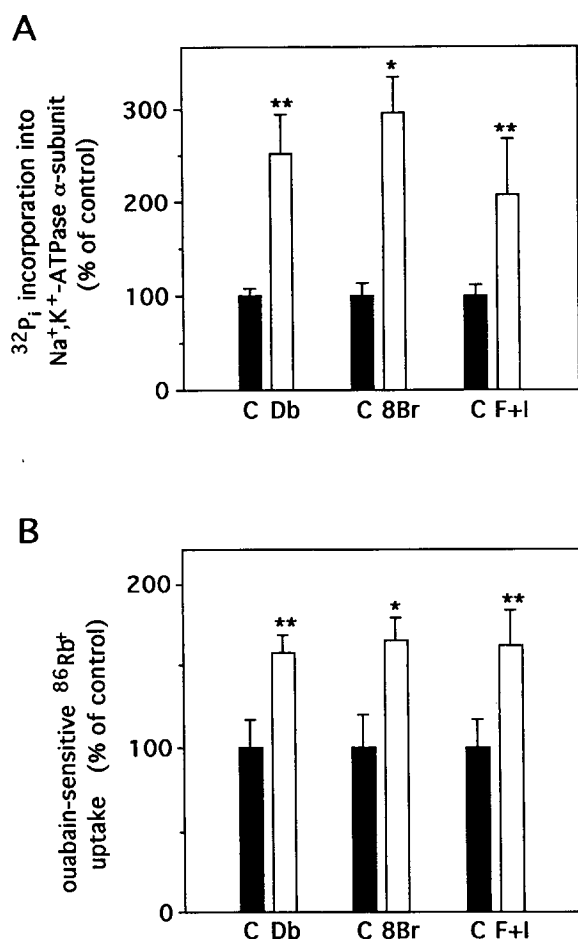 A
³²Pᵢ incorporation into
Na⁺,K⁺-ATPase α-subunit
(% of control)
300
200
100
0
**
*
**
C Db C 8Br C F+I
B
ouabain-sensitive ⁸⁶Rb⁺
uptake (% of control)
200
100
0
**
*
**
C Db C 8Br C F+I